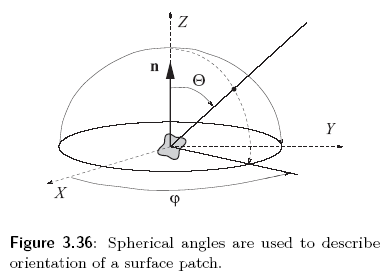 Z
n
Θ
Y
X
φ
Figure 3.36: Spherical angles are used to describe
orientation of a surface patch.